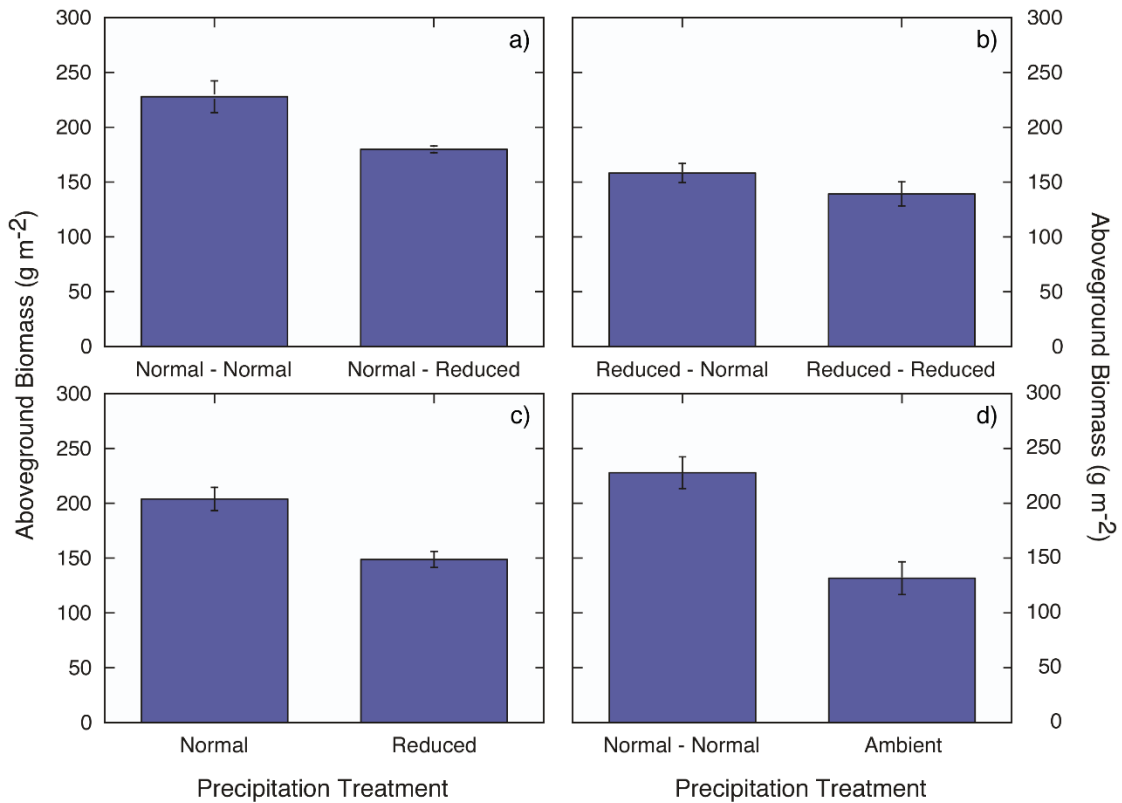 300
250
200
150
100
50
0
a)
Normal - Normal
Normal - Reduced
b)
300
250
200
150
100
50
0
Reduced - Normal
Reduced - Reduced
300
250
200
150
100
50
0
c)
Normal
Reduced
d)
300
250
200
150
100
50
0
Normal - Normal
Ambient
Aboveground Biomass (g m-2)
Aboveground Biomass (g m-2)
Precipitation Treatment
Precipitation Treatment